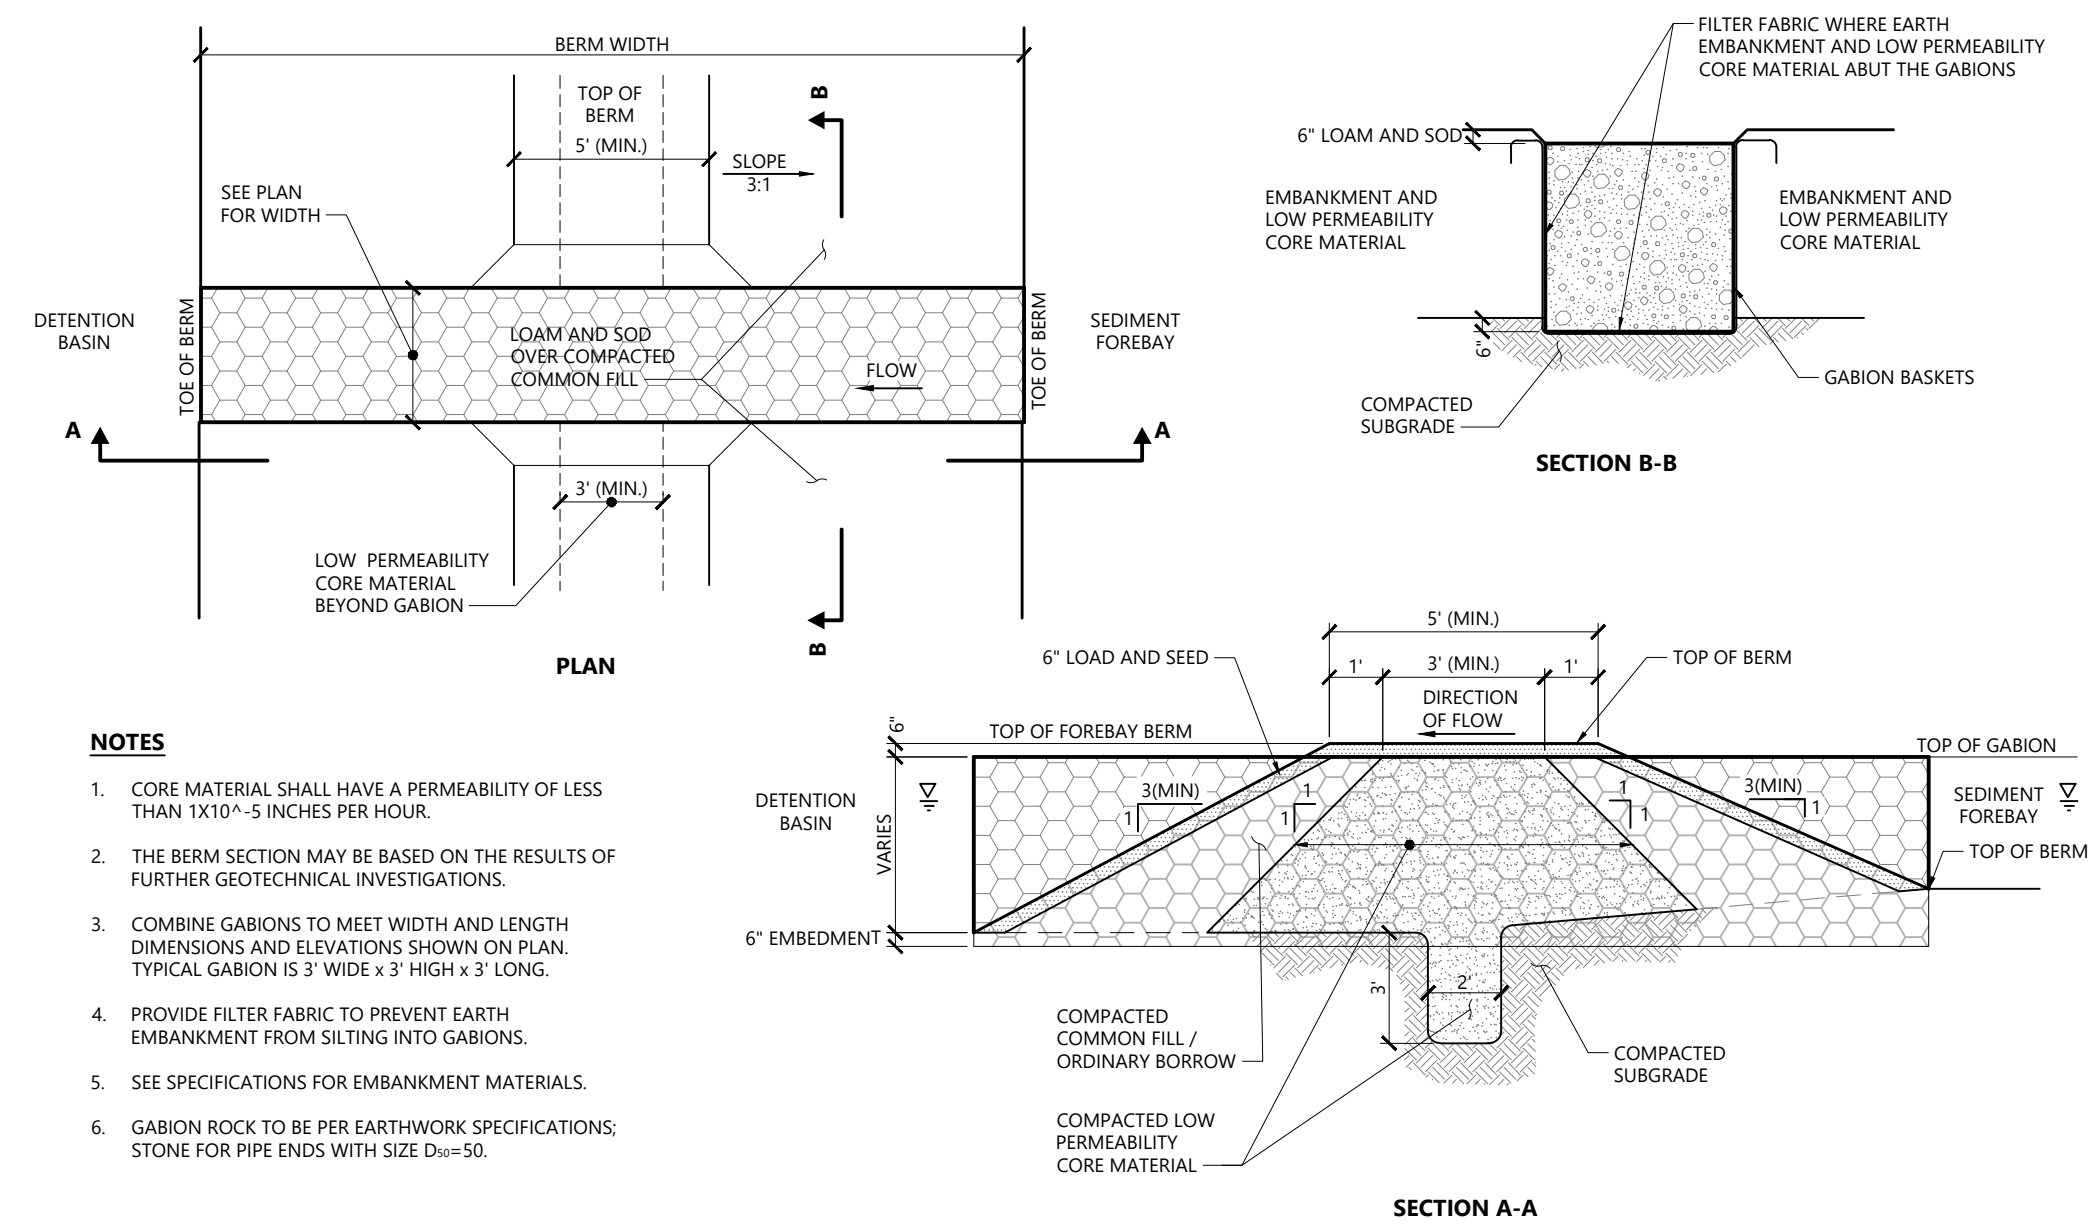 BERM WIDTH
TOP OF
BERM
5' (MIN.)
B
SLOPE
3:1
SEE PLAN
FOR WIDTH
DETENTION
BASIN
TOE OF BERM
LOAM AND SOD
OVER COMPACTED
COMMON FILL
FLOW
TOE OF BERM
SEDIMENT
FOREBAY
A
A
3' (MIN.)
LOW PERMEABILITY
CORE MATERIAL
BEYOND GABION
B
PLAN
FILTER FABRIC WHERE EARTH
EMBANKMENT AND LOW PERMEABILITY
CORE MATERIAL ABUT THE GABIONS
6" LOAM AND SOD
EMBANKMENT AND
LOW PERMEABILITY
CORE MATERIAL
EMBANKMENT AND
LOW PERMEABILITY
CORE MATERIAL
6"
GABION BASKETS
COMPACTED
SUBGRADE
SECTION B-B
NOTES
1. CORE MATERIAL SHALL HAVE A PERMEABILITY OF LESS
THAN 1X10^-5 INCHES PER HOUR.
2. THE BERM SECTION MAY BE BASED ON THE RESULTS OF
FURTHER GEOTECHNICAL INVESTIGATIONS.
3. COMBINE GABIONS TO MEET WIDTH AND LENGTH
DIMENSIONS AND ELEVATIONS SHOWN ON PLAN.
TYPICAL GABION IS 3' WIDE x 3' HIGH x 3' LONG.
4. PROVIDE FILTER FABRIC TO PREVENT EARTH
EMBANKMENT FROM SILTING INTO GABIONS.
5. SEE SPECIFICATIONS FOR EMBANKMENT MATERIALS.
6. GABION ROCK TO BE PER EARTHWORK SPECIFICATIONS;
STONE FOR PIPE ENDS WITH SIZE D50=50.
5' (MIN.)
6" LOAD AND SEED
1'
3' (MIN.)
1'
TOP OF BERM
DIRECTION
OF FLOW
6"
TOP OF FOREBAY BERM
TOP OF GABION
DETENTION
BASIN
VARIES
3(MIN)
1
1
1
1
1
3(MIN)
1
SEDIMENT
FOREBAY
TOP OF BERM
6" EMBEDMENT
3'
2'
COMPACTED
COMMON FILL /
ORDINARY BORROW
COMPACTED
SUBGRADE
COMPACTED LOW
PERMEABILITY
CORE MATERIAL
SECTION A-A